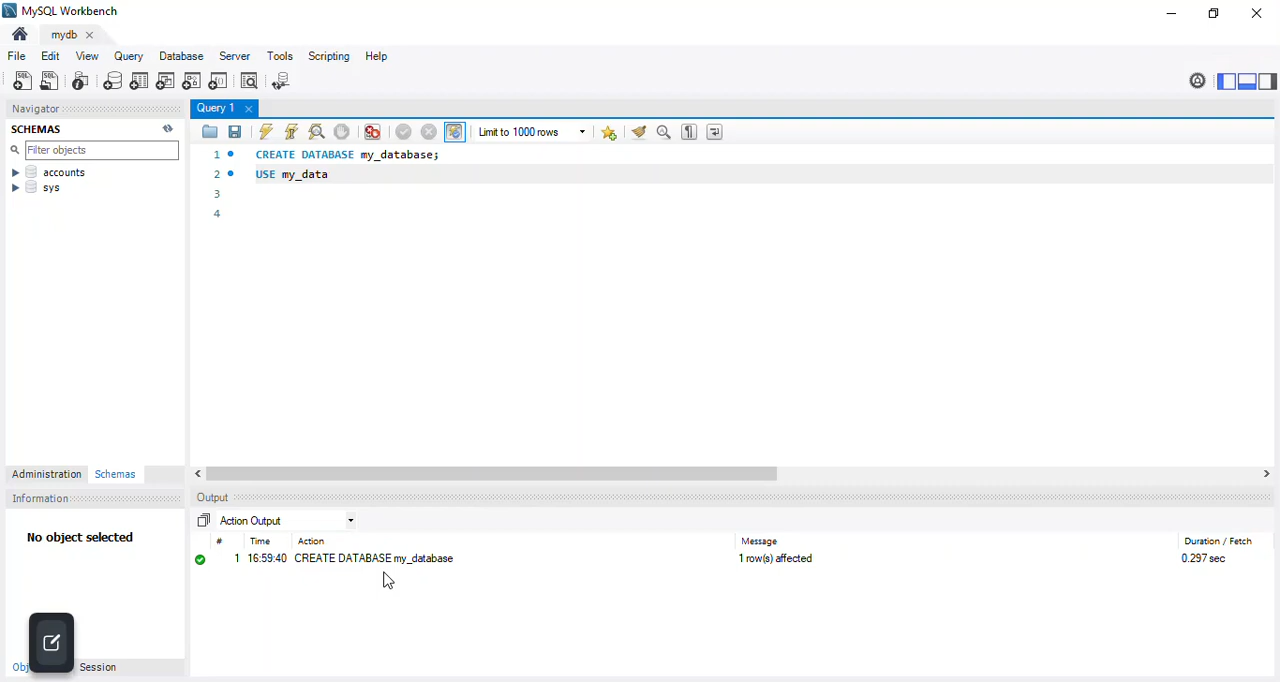 MySQL Workbench
mydb
File Edit View Query Database Server Tools Scripting Help
Navigator
Query 1
SCHEMAS
Limit to 1000 rows
Filter objects
1 CREATE DATABASE my_database;
accounts
2 USE my_data
sys
3
4
Administration Schemas
Information
Output
Action Output
No object selected
# Time Action Message Duration / Fetch
1 16:59:40 CREATE DATABASE my_database 1 row(s) affected 0.297 sec
Session